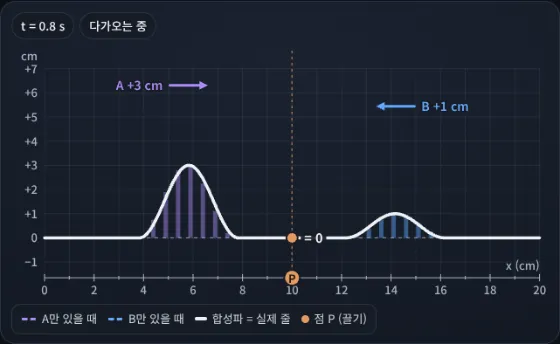 t = 0.8 s
다가오는 중
cm
+7
+6
+5
+4
+3
+2
+1
0
−1
A +3 cm
B +1 cm
= 0
x (cm)
P
0 2 4 6 8 10 12 14 16 18 20
A만 있을 때 B만 있을 때 합성파 = 실제 줄 점 P (끌기)